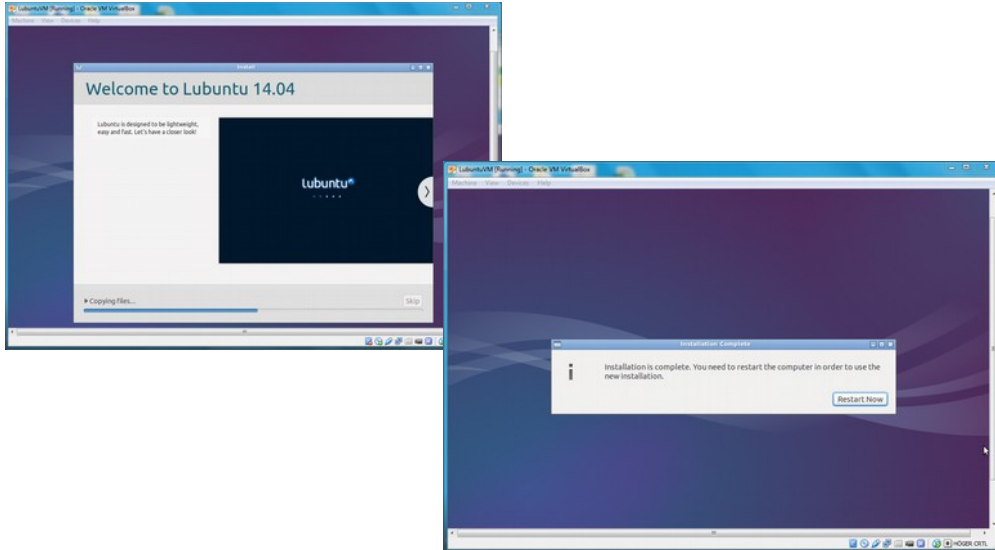 LubuntuVM [Running] - Oracle VM VirtualBox
Machine View Devices Help
Install
Welcome to Lubuntu 14.04
Lubuntu is designed to be lightweight,
easy and fast. Let's have a closer look!
Lubuntu
Copying files...
Skip
LubuntuVM [Running] - Oracle VM VirtualBox
Machine View Devices Help
Installation Complete
Installation is complete. You need to restart the computer in order to use the
new installation.
Restart Now
HÖGER CRTL